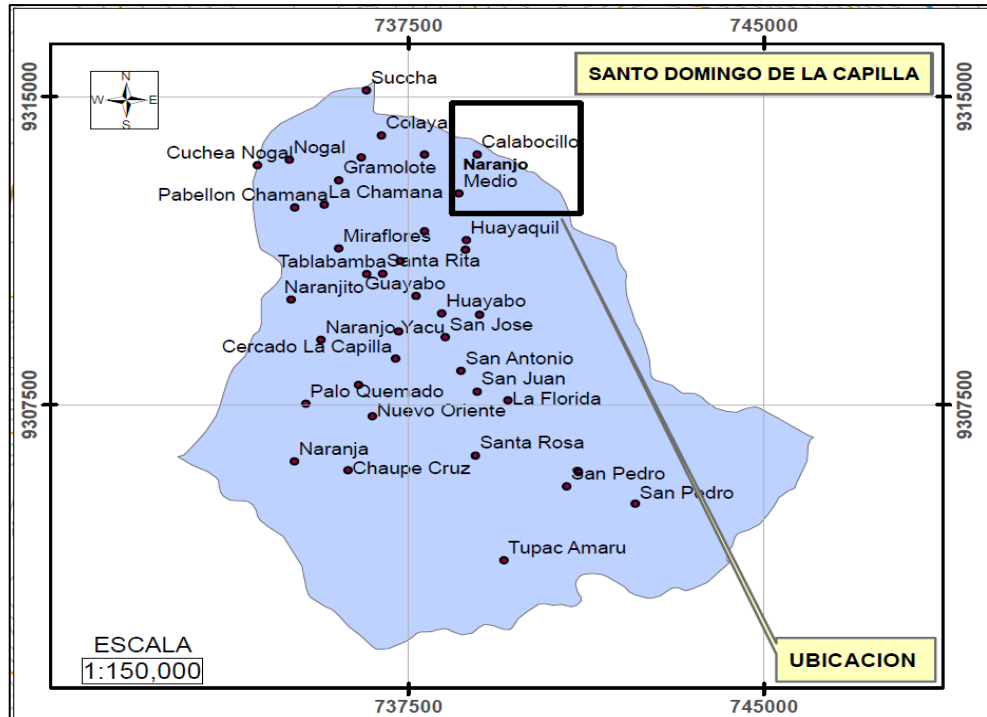 737500 745000
SANTO DOMINGO DE LA CAPILLA
N
W E
S
9315000 9315000
Succha
Colaya
Calabocillo
Nogal
Cuchea Nogal
Gramolote
Naranjo
Medio
Pabellon Chamana
La Chamana
Huayaquil
Miraflores
Tablabamba
Santa Rita
Naranjito
Guayabo
Huayabo
Naranjo Yacu
San Jose
Cercado La Capilla
San Antonio
San Juan
Palo Quemado
La Florida
Nuevo Oriente
9307500 9307500
Santa Rosa
Naranja
Chaupe Cruz
San Pedro
San Pedro
Tupac Amaru
ESCALA
1:150,000
UBICACION
737500 745000